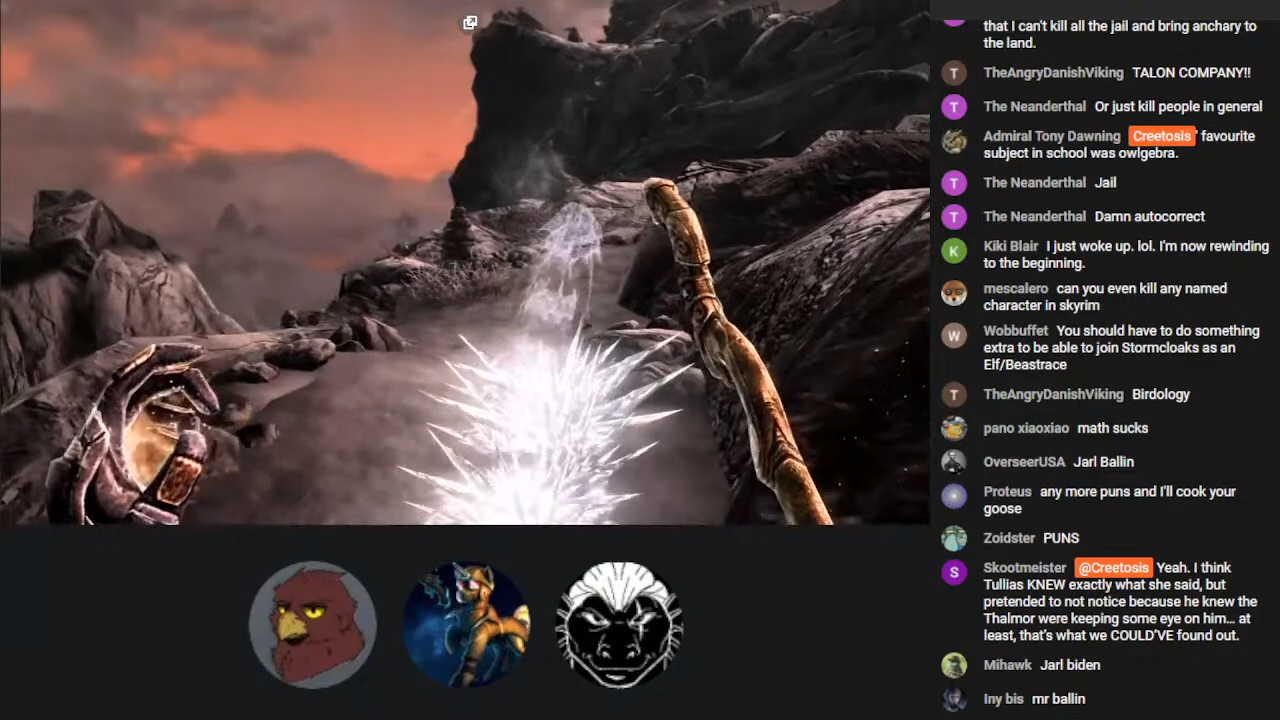 that I can't kill all the jail and bring anchary to
the land.
T TheAngryDanishViking TALON COMPANY!!
T The Neanderthal Or just kill people in general
Admiral Tony Dawning Creetosis' favourite
subject in school was owlgebra.
T The Neanderthal Jail
T The Neanderthal Damn autocorrect
K Kiki Blair I just woke up. lol. I'm now rewinding
to the beginning.
mescalero can you even kill any named
character in skyrim
W Wobbuffet You should have to do something
extra to be able to join Stormcloaks as an
Elf/Beastrace
T TheAngryDanishViking Birdology
pano xiaoxiao math sucks
OverseerUSA Jarl Ballin
Proteus any more puns and I'll cook your
goose
Zoidster PUNS
S Skootmeister @Creetosis Yeah. I think
Tullias KNEW exactly what she said, but
pretended to not notice because he knew the
Thalmor were keeping some eye on him... at
least, that's what we COULD'VE found out.
Mihawk Jarl biden
Iny bis mr ballin